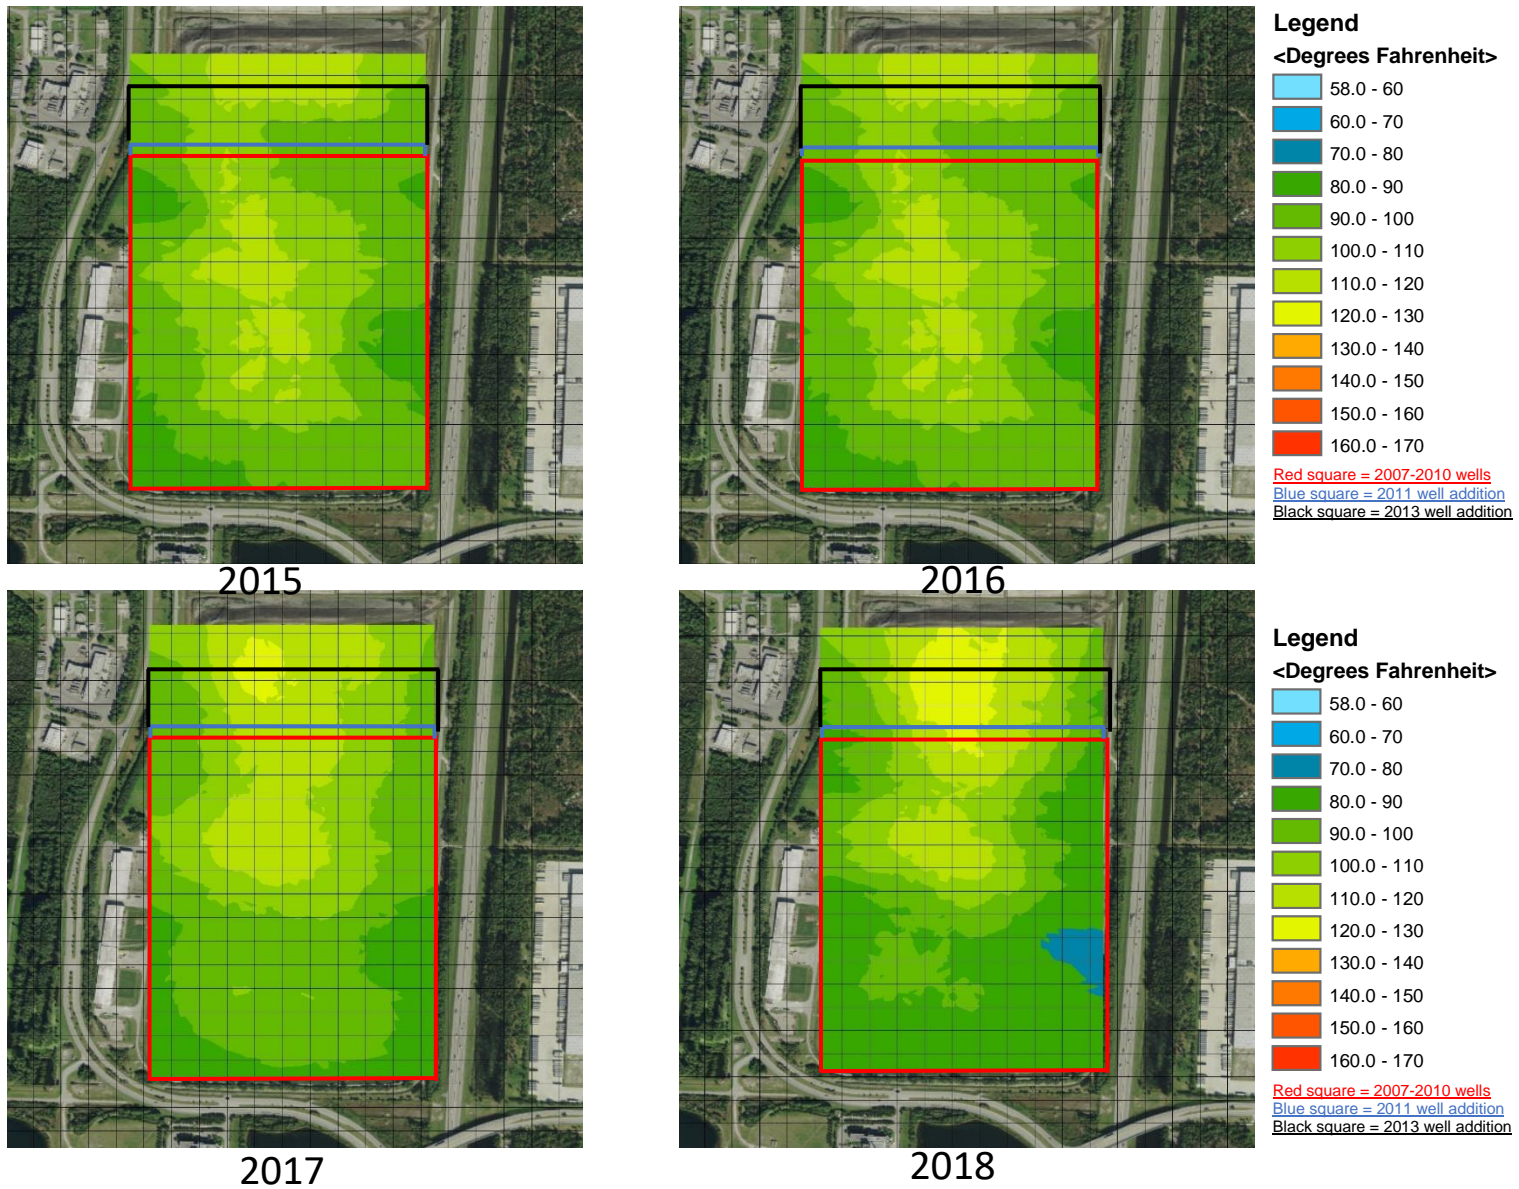 Legend
<Degrees Fahrenheit>
58.0 - 60
60.0 - 70
70.0 - 80
80.0 - 90
90.0 - 100
100.0 - 110
110.0 - 120
120.0 - 130
130.0 - 140
140.0 - 150
150.0 - 160
160.0 - 170
Red square = 2007-2010 wells
Blue square = 2011 well addition
Black square = 2013 well addition
2015
2016
Legend
<Degrees Fahrenheit>
58.0 - 60
60.0 - 70
70.0 - 80
80.0 - 90
90.0 - 100
100.0 - 110
110.0 - 120
120.0 - 130
130.0 - 140
140.0 - 150
150.0 - 160
160.0 - 170
Red square = 2007-2010 wells
Blue square = 2011 well addition
Black square = 2013 well addition
2017
2018